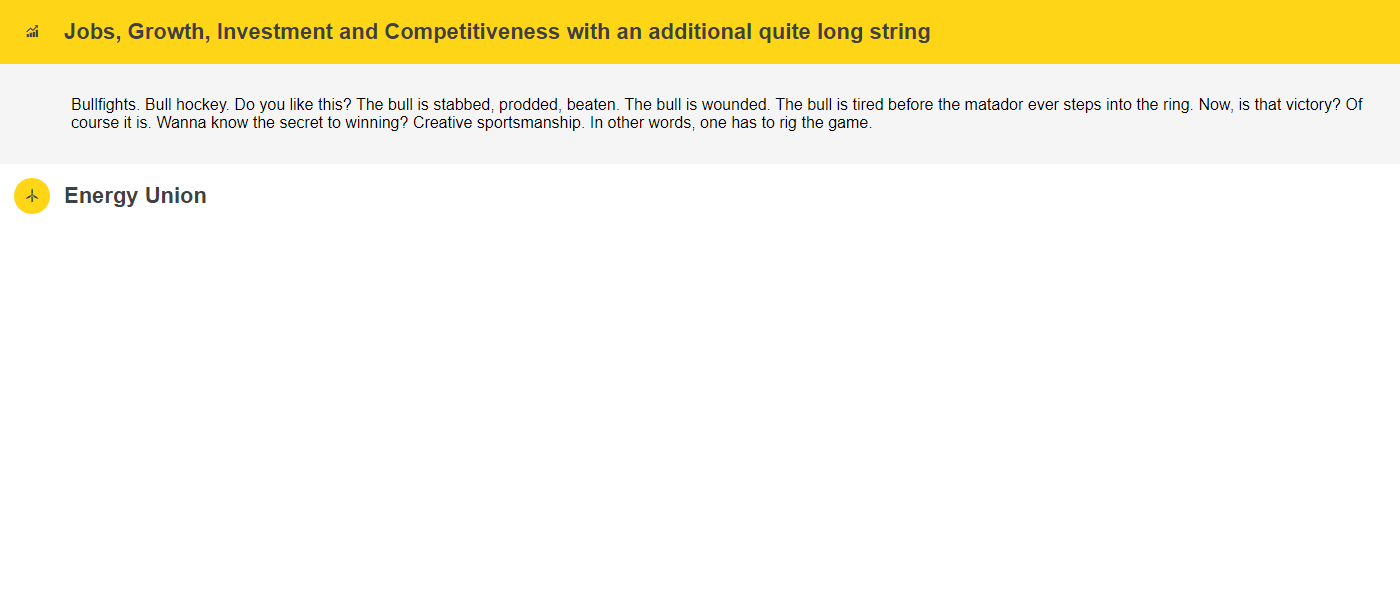 Jobs, Growth, Investment and Competitiveness with an additional quite long string
Bullfights. Bull hockey. Do you like this? The bull is stabbed, prodded, beaten. The bull is wounded. The bull is tired before the matador ever steps into the ring. Now, is that victory? Of
course it is. Wanna know the secret to winning? Creative sportsmanship. In other words, one has to rig the game.
Energy Union